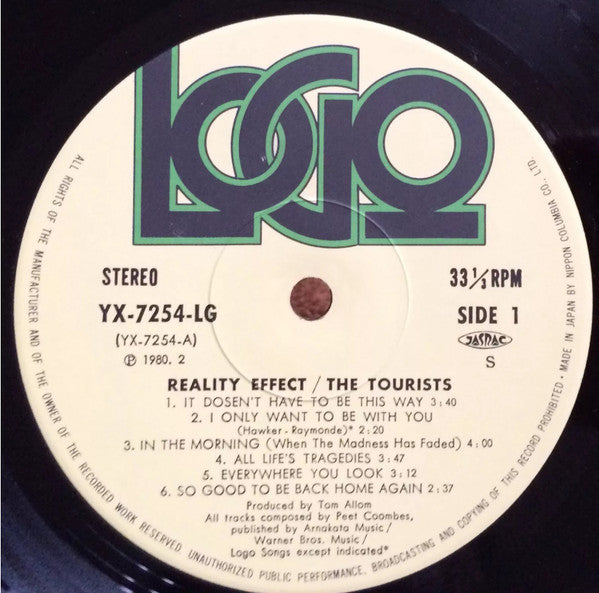 LOGO
STEREO
33 1/3 RPM
YX-7254-LG
SIDE 1
(YX-7254-A)
JASRAC
Ⓟ 1980. 2
S
REALITY EFFECT / THE TOURISTS
1. IT DOSEN'T HAVE TO BE THIS WAY 3:40
2. I ONLY WANT TO BE WITH YOU
(Hawker - Raymonde)* 2:20
3. IN THE MORNING (When The Madness Has Faded) 4:00
4. ALL LIFE'S TRAGEDIES 3:47
5. EVERYWHERE YOU LOOK 3:12
6. SO GOOD TO BE BACK HOME AGAIN 2:37
Produced by Tom Allom
All tracks composed by Peet Coombes,
published by Arnakata Music/
Warner Bros. Music/
Logo Songs except indicated*
ALL RIGHTS OF THE MANUFACTURER AND OF THE OWNER OF THE RECORDED WORK RESERVED. UNAUTHORIZED PUBLIC PERFORMANCE, BROADCASTING AND COPYING OF THIS RECORD PROHIBITED • MADE IN JAPAN BY NIPPON COLUMBIA CO., LTD.